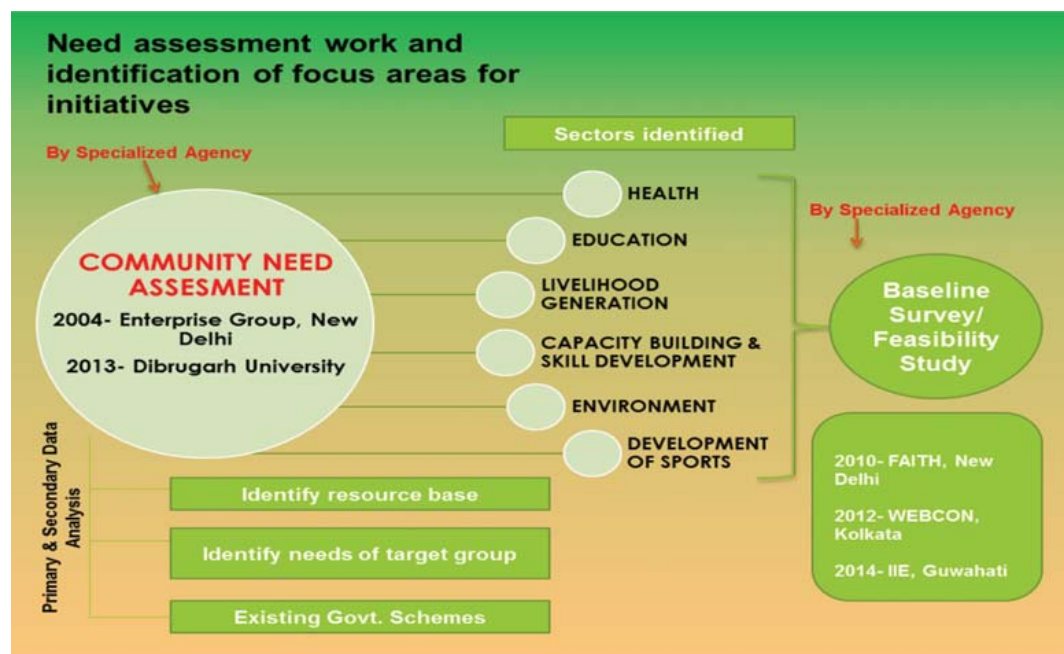 Need assessment work and
identification of focus areas for
initiatives
Sectors identified
By Specialized Agency
COMMUNITY NEED
ASSESMENT
2004- Enterprise Group, New
Delhi
2013- Dibrugarh University
HEALTH
EDUCATION
LIVELIHOOD
GENERATION
CAPACITY BUILDING &
SKILL DEVELOPMENT
ENVIRONMENT
DEVELOPMENT
OF SPORTS
By Specialized Agency
Baseline
Survey/
Feasibility
Study
2010- FAITH, New
Delhi
2012- WEBCON,
Kolkata
2014- IIE, Guwahati
Primary & Secondary Data
Analysis
Identify resource base
Identify needs of target group
Existing Govt. Schemes